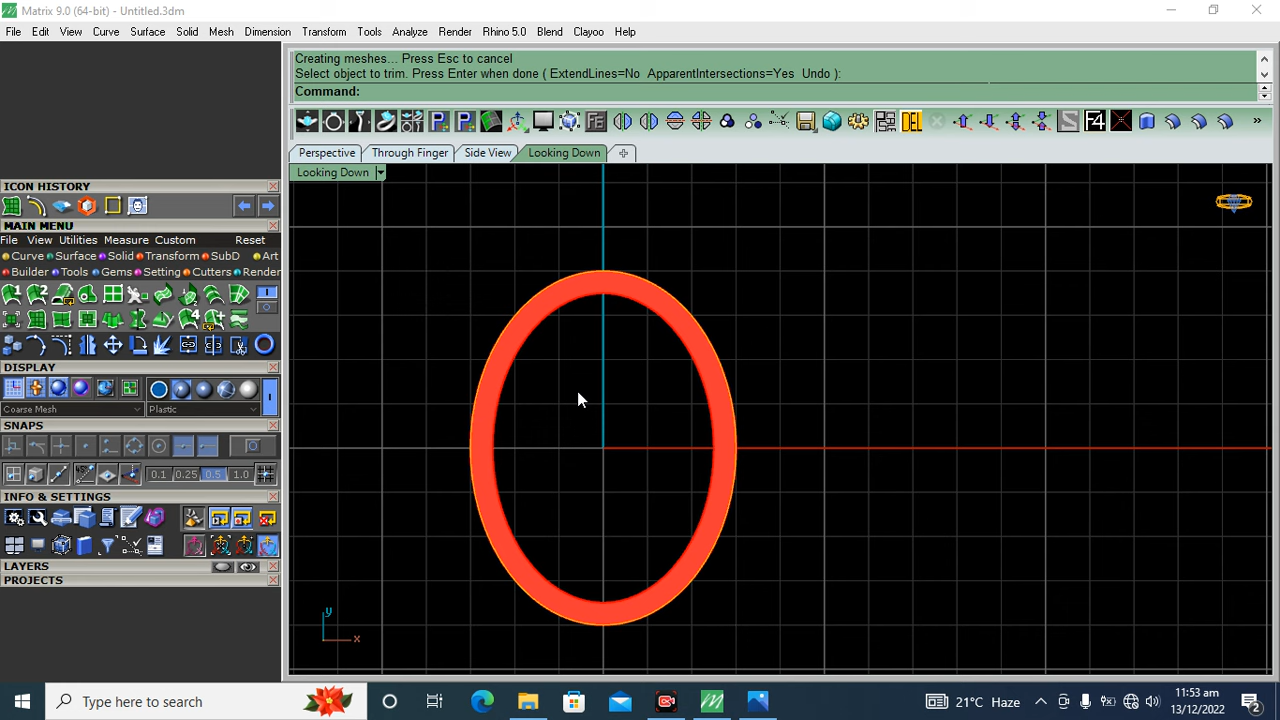 Matrix 9.0 (64-bit) - Untitled.3dm
File Edit View Curve Surface Solid Mesh Dimension Transform Tools Analyze Render Rhino 5.0 Blend Clayoo Help
Creating meshes... Press Esc to cancel
Select object to trim. Press Enter when done ( ExtendLines=No ApparentIntersections=Yes Undo ):
Command:
Perspective Through Finger Side View Looking Down
Looking Down
ICON HISTORY
MAIN MENU
File View Utilities Measure Custom Reset
Curve Surface Solid Transform SubD Art
Builder Tools Gems Setting Cutters Render
DISPLAY
Coarse Mesh Plastic
SNAPS
0.1 0.25 0.5 1.0
INFO & SETTINGS
LAYERS
PROJECTS
y
x
Type here to search
21°C Haze
11:53 am
13/12/2022
2